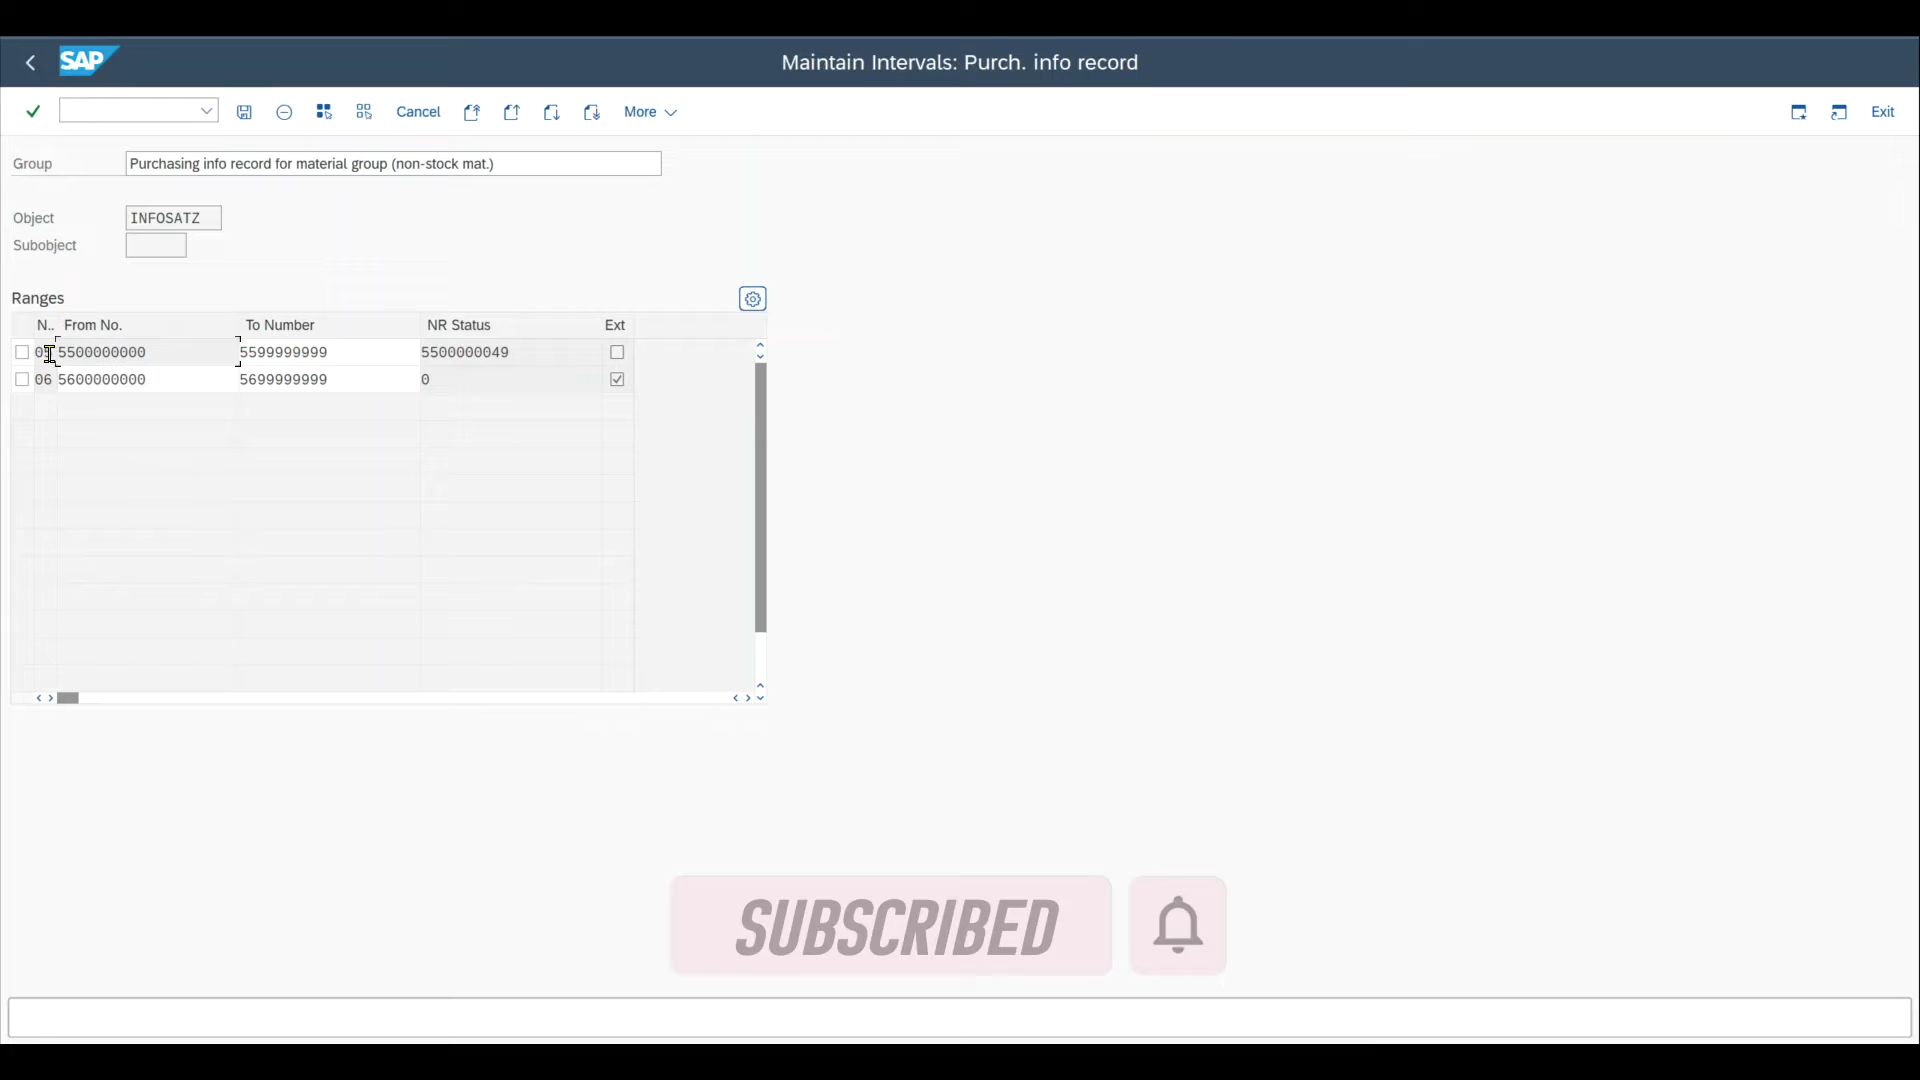 SAP
Maintain Intervals: Purch. info record
Cancel
More
Exit
Group
Purchasing info record for material group (non-stock mat.)
Object
INFOSATZ
Subobject
Ranges
N.. From No. To Number NR Status Ext
05 5500000000 5599999999 5500000049
06 5600000000 5699999999 0
SUBSCRIBED